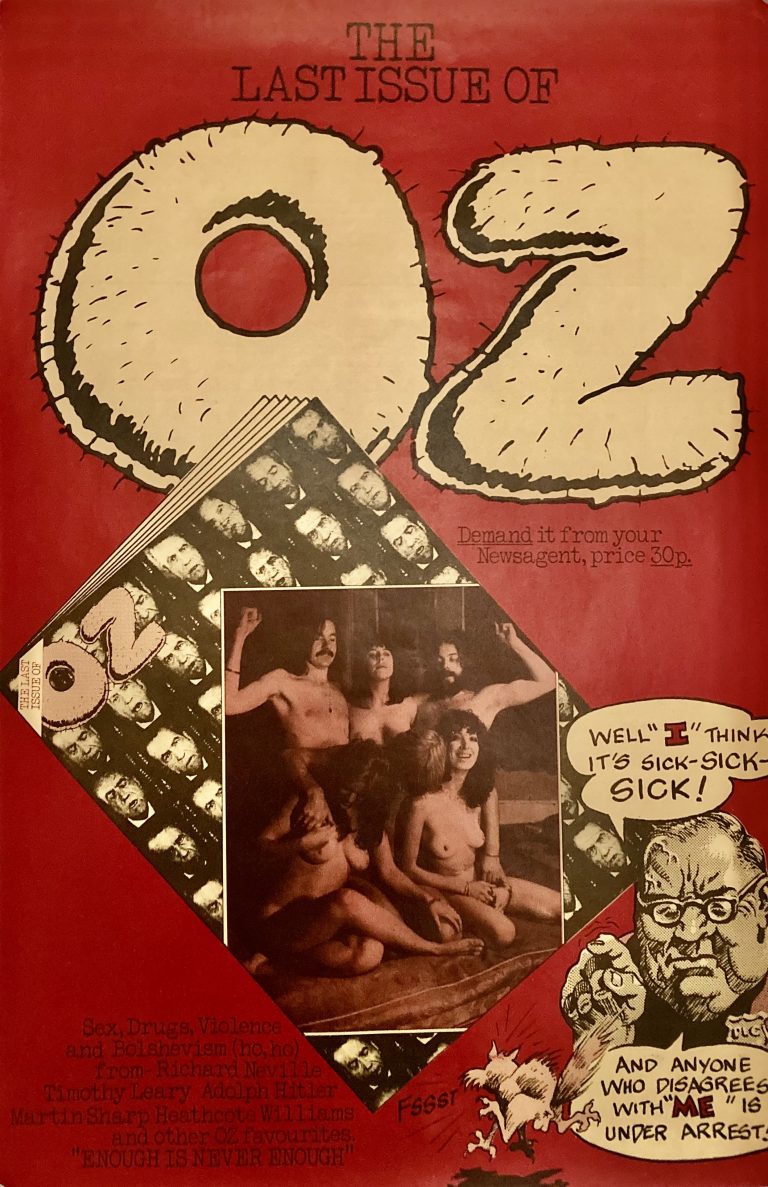 THE
LAST ISSUE OF
OZ
Demand it from your
Newsagent, price 30p.
THE LAST
ISSUE OF
OZ
WELL "I" THINK
IT'S SICK-SICK-
SICK!
Sex, Drugs, Violence
and Bolshevism (ho, ho)
from Richard Neville
Timothy Leary Adolph Hitler
Martin Sharp Heathcote Williams
and other OZ favourites.
"ENOUGH IS NEVER ENOUGH"
FSSST
DLC
AND ANYONE
WHO DISAGREES
WITH "ME" IS
UNDER ARREST.